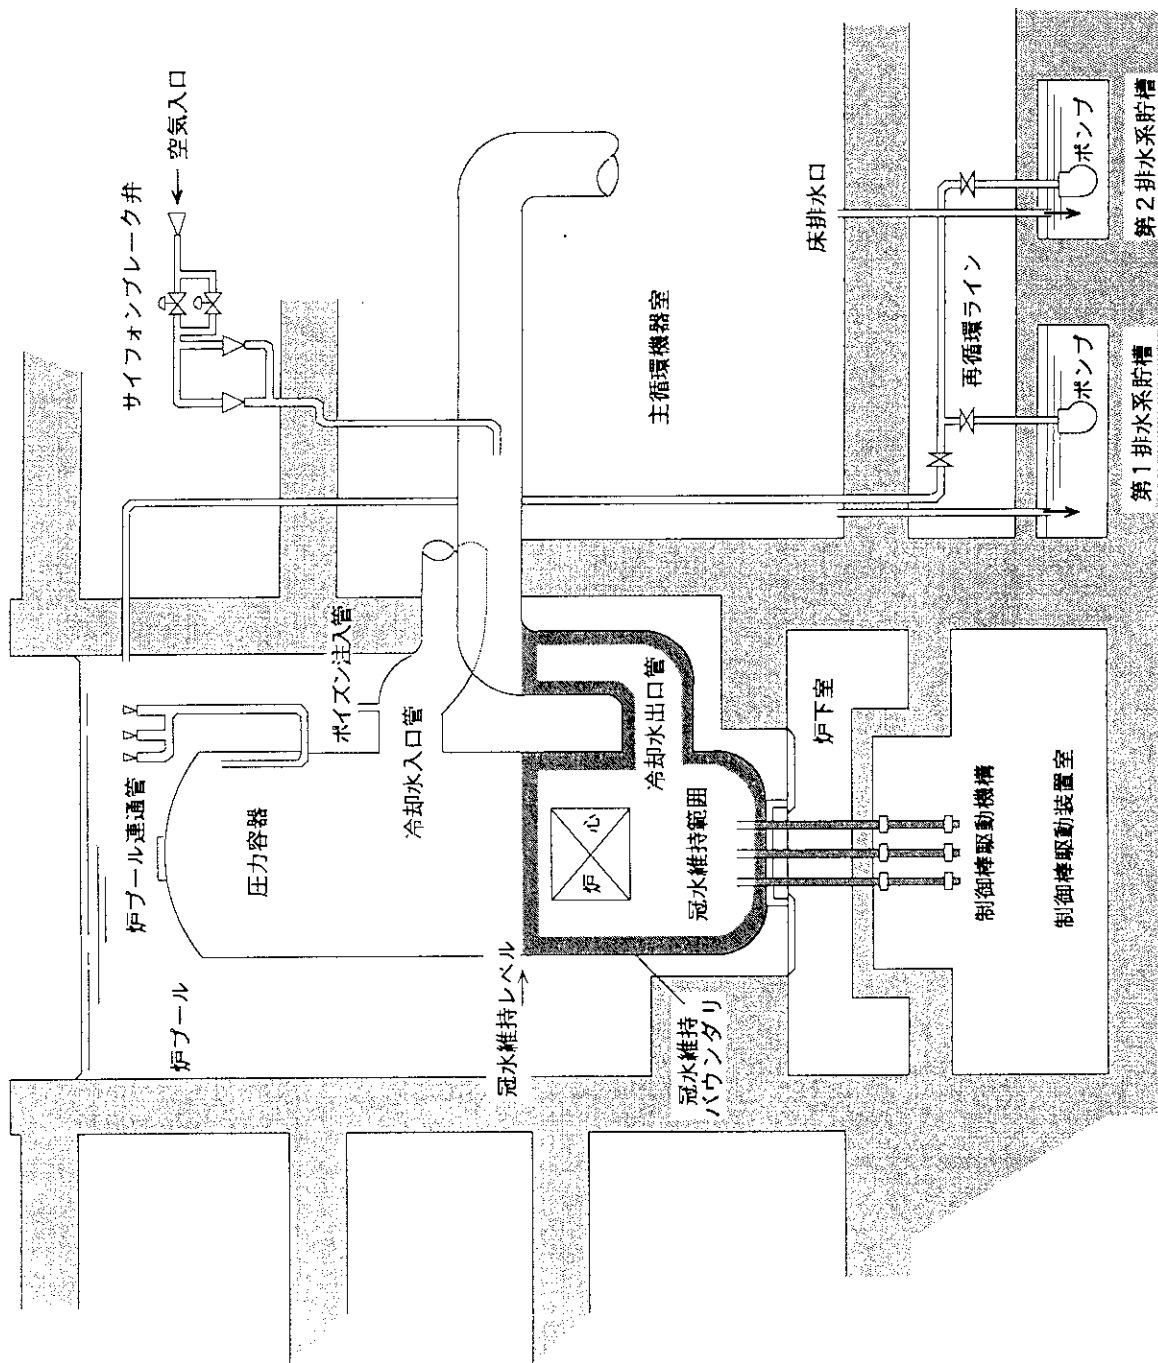 サイフォンブレーク弁
空気入口
炉プール連通管
炉プール
圧力容器
ポイズン注入管
冷却水入口管
主循環機器室
冠水維持レベル
炉
心
冷却水出口管
冠水維持範囲
冠水維持
バウンダリ
炉下室
床排水口
再循環ライン
制御棒駆動機構
制御棒駆動装置室
ポンプ
ポンプ
第1排水系貯槽
第2排水系貯槽